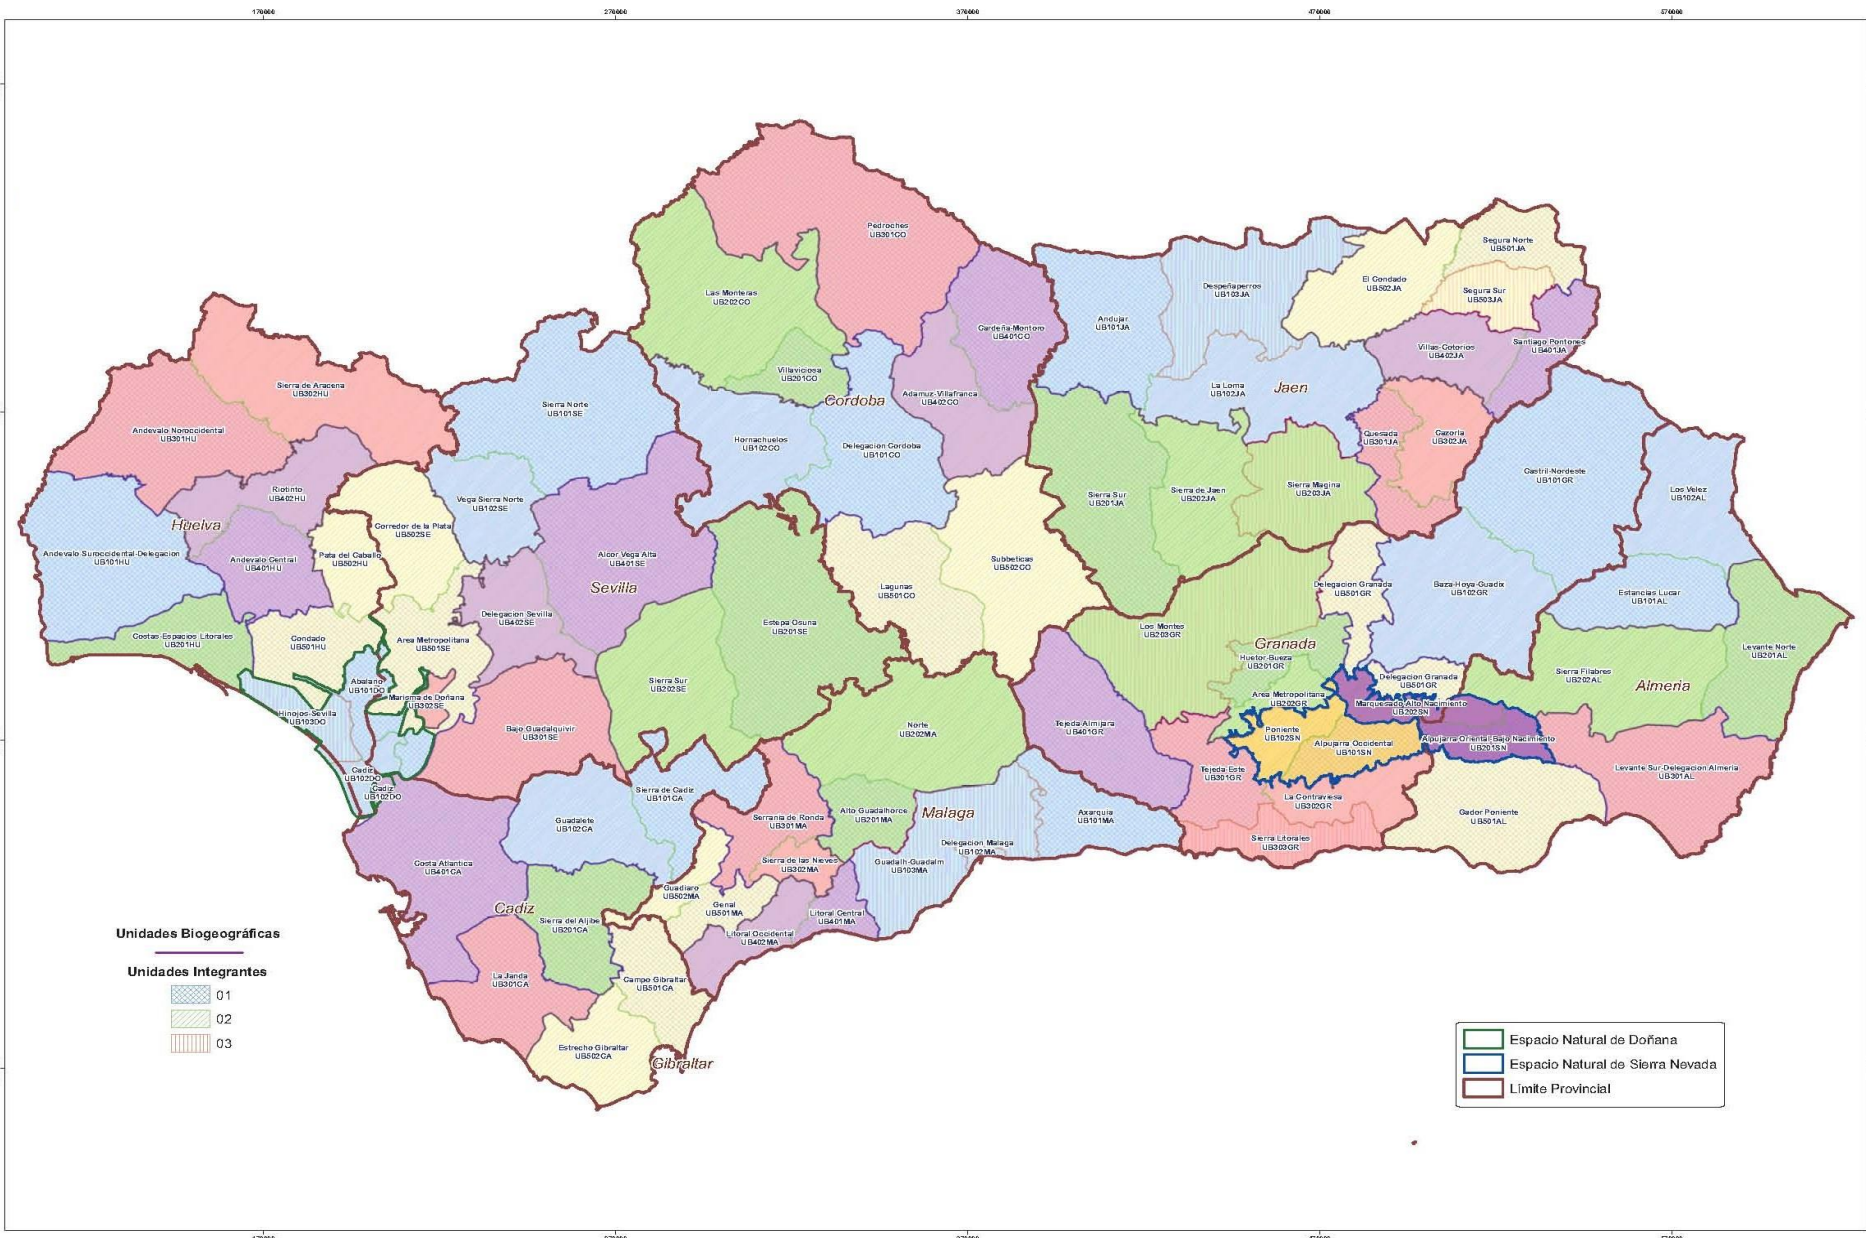 170000 270000 370000 470000 570000
Pedroches
UB301CO
Las Monteras
UB202CO
Villaviciosa
UB201CO
Cardeña-Montoro
UB401CO
Adamuz-Villafranca
UB402CO
Cordoba
Hornachuelos
UB102CO
Delegacion Cordoba
UB101CO
Lagunas
UB501CO
Subbeticas
UB502CO
Andujar
UB101JA
Despeñaperros
UB103JA
El Condado
UB502JA
Segura Norte
UB501JA
Segura Sur
UB503JA
Villas-Cotorios
UB402JA
Santiago Pontones
UB401JA
La Loma
UB102JA
Jaen
Quesada
UB301JA
Cazorla
UB302JA
Sierra Sur
UB201JA
Sierra de Jaen
UB202JA
Sierra Magina
UB203JA
Sierra de Aracena
UB302HU
Andevalo Noroccidental
UB301HU
Riotinto
UB402HU
Huelva
Andevalo Suroccidental-Delegacion
UB101HU
Andevalo Central
UB401HU
Pata del Caballo
UB502HU
Costas-Espacios Litorales
UB201HU
Condado
UB501HU
Sierra Norte
UB101SE
Vega Sierra Norte
UB102SE
Corredor de la Plata
UB502SE
Alcor Vega Alta
UB401SE
Sevilla
Delegacion Sevilla
UB402SE
Area Metropolitana
UB501SE
Estepa Osuna
UB201SE
Sierra Sur
UB202SE
Marisma de Doñana
UB302SE
Bajo Guadalquivir
UB301SE
Abalario
UB101DO
Hinojos-Sevilla
UB103DO
Cadiz
UB102DO
Cadiz
UB102DO
Castril-Nordeste
UB101GR
Los Velez
UB102AL
Baza-Hoya-Guadix
UB102GR
Estancias Lucar
UB101AL
Delegacion Granada
UB501GR
Los Montes
UB203GR
Granada
Huetor-Bueza
UB201GR
Delegacion Granada
UB501GR
Area Metropolitana
UB202GR
Marquesado Alto Nacimiento
UB202SN
Poniente
UB102SN
Alpujarra Occidental
UB101SN
Alpujarra Oriental-Bajo Nacimiento
UB201SN
Tejeda Almijara
UB401GR
Tejeda-Este
UB301GR
La Contraviesa
UB302GR
Sierra Litorales
UB303GR
Sierra Filabres
UB202AL
Levante Norte
UB201AL
Almeria
Levante Sur-Delegacion Almeria
UB301AL
Gador Poniente
UB501AL
Norte
UB202MA
Malaga
Alto Guadalhorce
UB201MA
Axarquia
UB101MA
Delegacion Malaga
UB102MA
Guadalh-Guadalm
UB103MA
Serrania de Ronda
UB301MA
Sierra de las Nieves
UB302MA
Guadiaro
UB502MA
Genal
UB501MA
Litoral Central
UB401MA
Litoral Occidental
UB402MA
Sierra de Cadiz
UB101CA
Guadalete
UB102CA
Costa Atlantica
UB401CA
Cadiz
Sierra del Aljibe
UB201CA
La Janda
UB301CA
Campo Gibraltar
UB501CA
Estrecho Gibraltar
UB502CA
Gibraltar
Unidades Biogeográficas
Unidades Integrantes
01
02
03
Espacio Natural de Doñana
Espacio Natural de Sierra Nevada
Límite Provincial